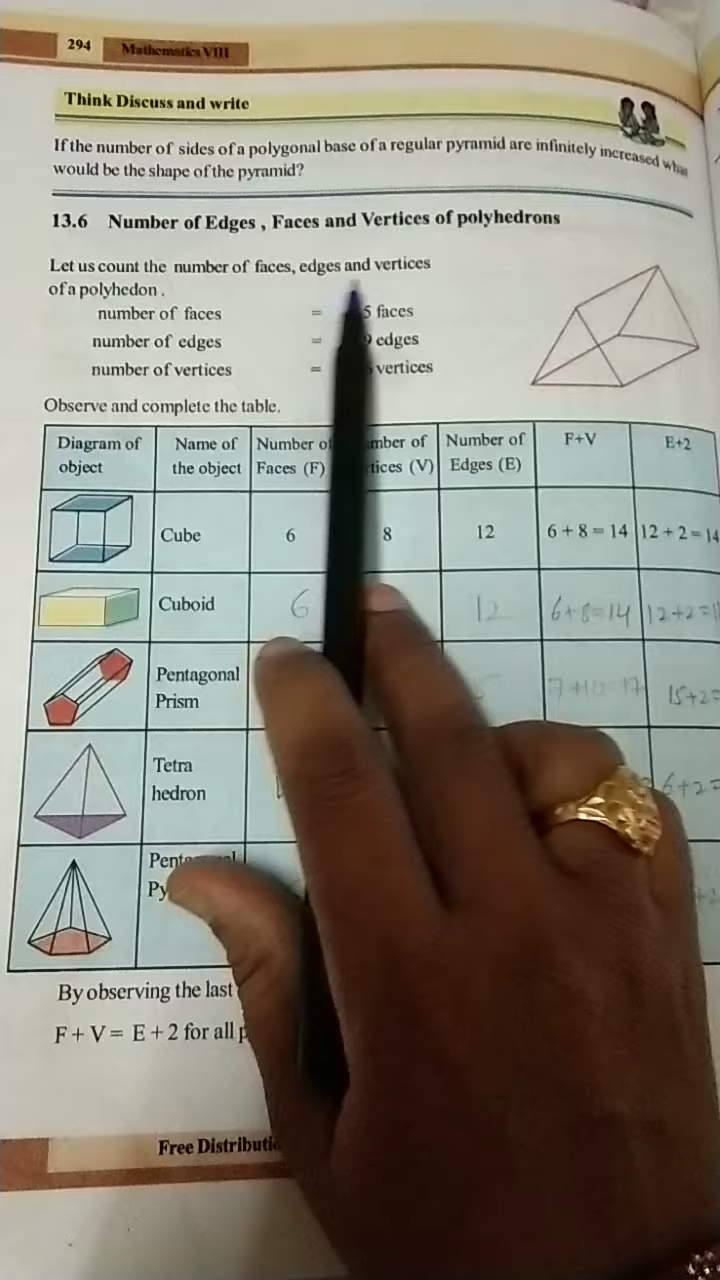 294 Mathematics VIII
Think Discuss and write
If the number of sides of a polygonal base of a regular pyramid are infinitely increased
would be the shape of the pyramid?
13.6 Number of Edges , Faces and Vertices of polyhedrons
Let us count the number of faces, edges and vertices
of a polyhedon .
number of faces = 5 faces
number of edges = 9 edges
number of vertices = vertices
Observe and complete the table.
Diagram of object Name of the object Number of Faces (F) (V) Number of Edges (E) F+V E+2
Cube 6 8 12 6 + 8 = 14 12 + 2 = 14
Cuboid 6 12 6+8=14 12+2=
Pentagonal Prism 7+10=17 15+2=
Tetra hedron 6+2=
By observing the last
F + V = E + 2 for all
Free